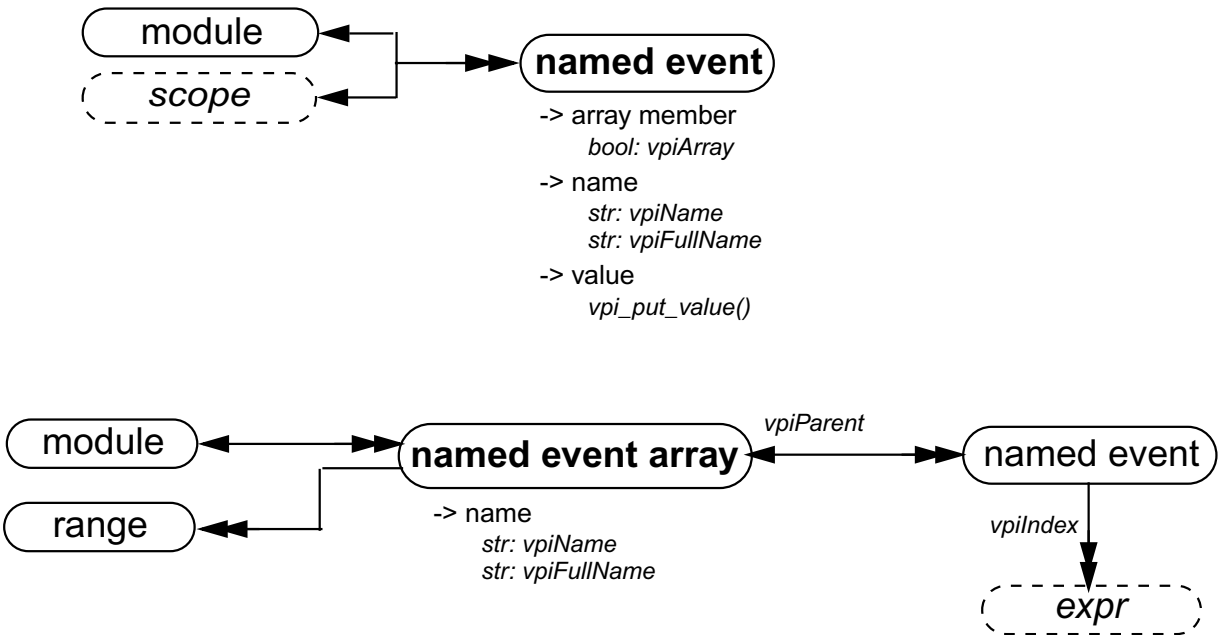 module
scope
named event
-> array member
bool: vpiArray
-> name
str: vpiName
str: vpiFullName
-> value
vpi_put_value()
module
range
named event array
-> name
str: vpiName
str: vpiFullName
vpiParent
named event
vpiIndex
expr